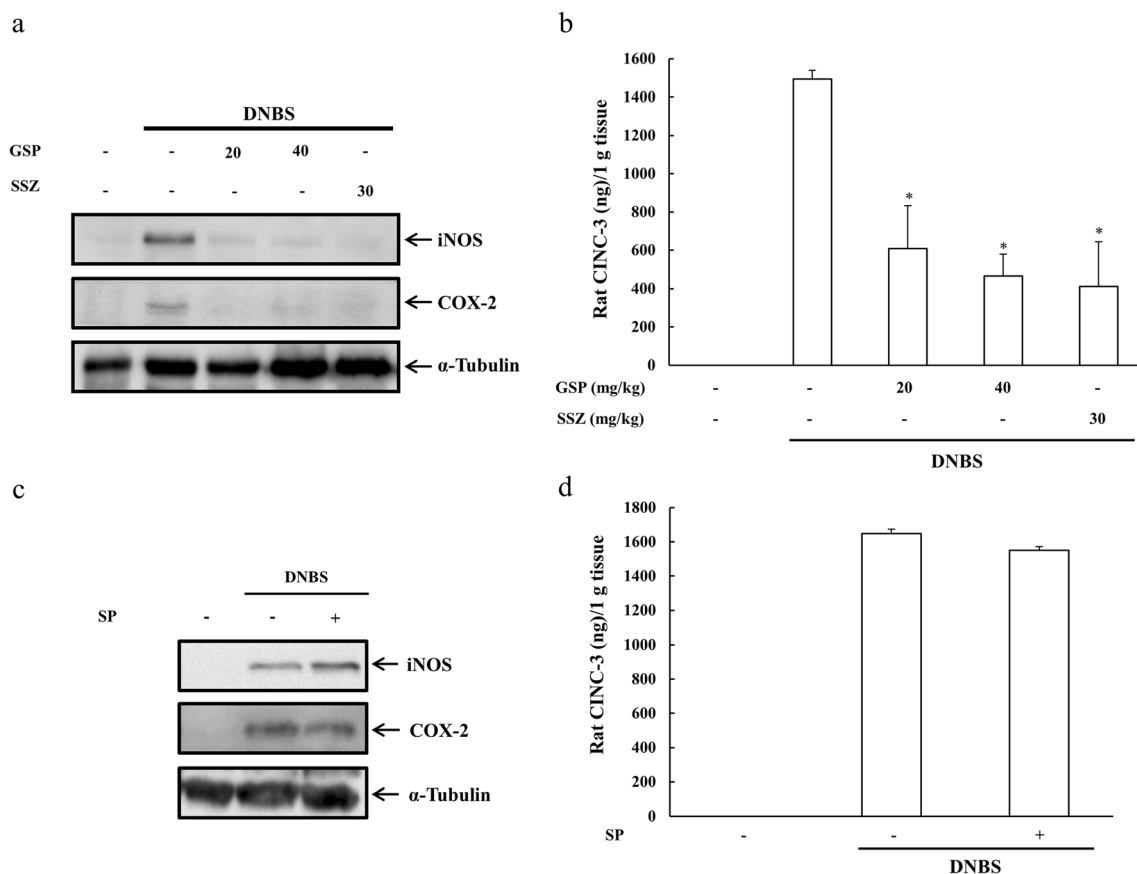 a
DNBS
GSP - - 20 40 -
SSZ - - - - 30
iNOS
COX-2
α-Tubulin
b
Rat CINC-3 (ng)/1 g tissue
1600
1400
1200
1000
800
600
400
200
0
* * *
GSP (mg/kg) - - 20 40 -
SSZ (mg/kg) - - - - 30
DNBS
c
DNBS
SP - - +
iNOS
COX-2
α-Tubulin
d
Rat CINC-3 (ng)/1 g tissue
1800
1600
1400
1200
1000
800
600
400
200
0
SP - - +
DNBS